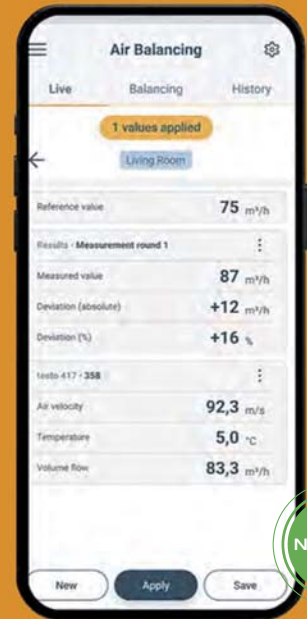 Air Balancing
Live Balancing History
1 values applied
Living Room
Reference value 75 m³/h
Results - Measurement round 1
Measured value 87 m³/h
Deviation (absolute) +12 m³/h
Deviation (%) +16 %
testo 417 - 358
Air velocity 92,3 m/s
Temperature 5,0 °C
Volume flow 83,3 m³/h
New Apply Save